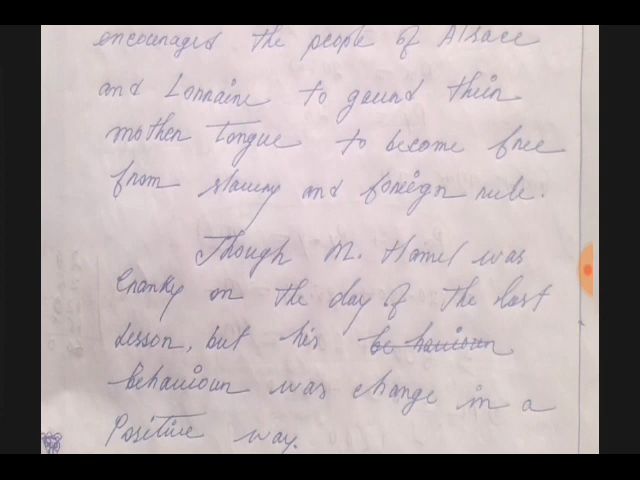 encouraged the people of Alsace
and Lorraine to gaurd their
mother Tongue to become free
from slavery and foreign rule.
Though M. Hamel was
Cranky on the day of the last
Lesson, but his behaviour
behaviour was change in a
Positive way.